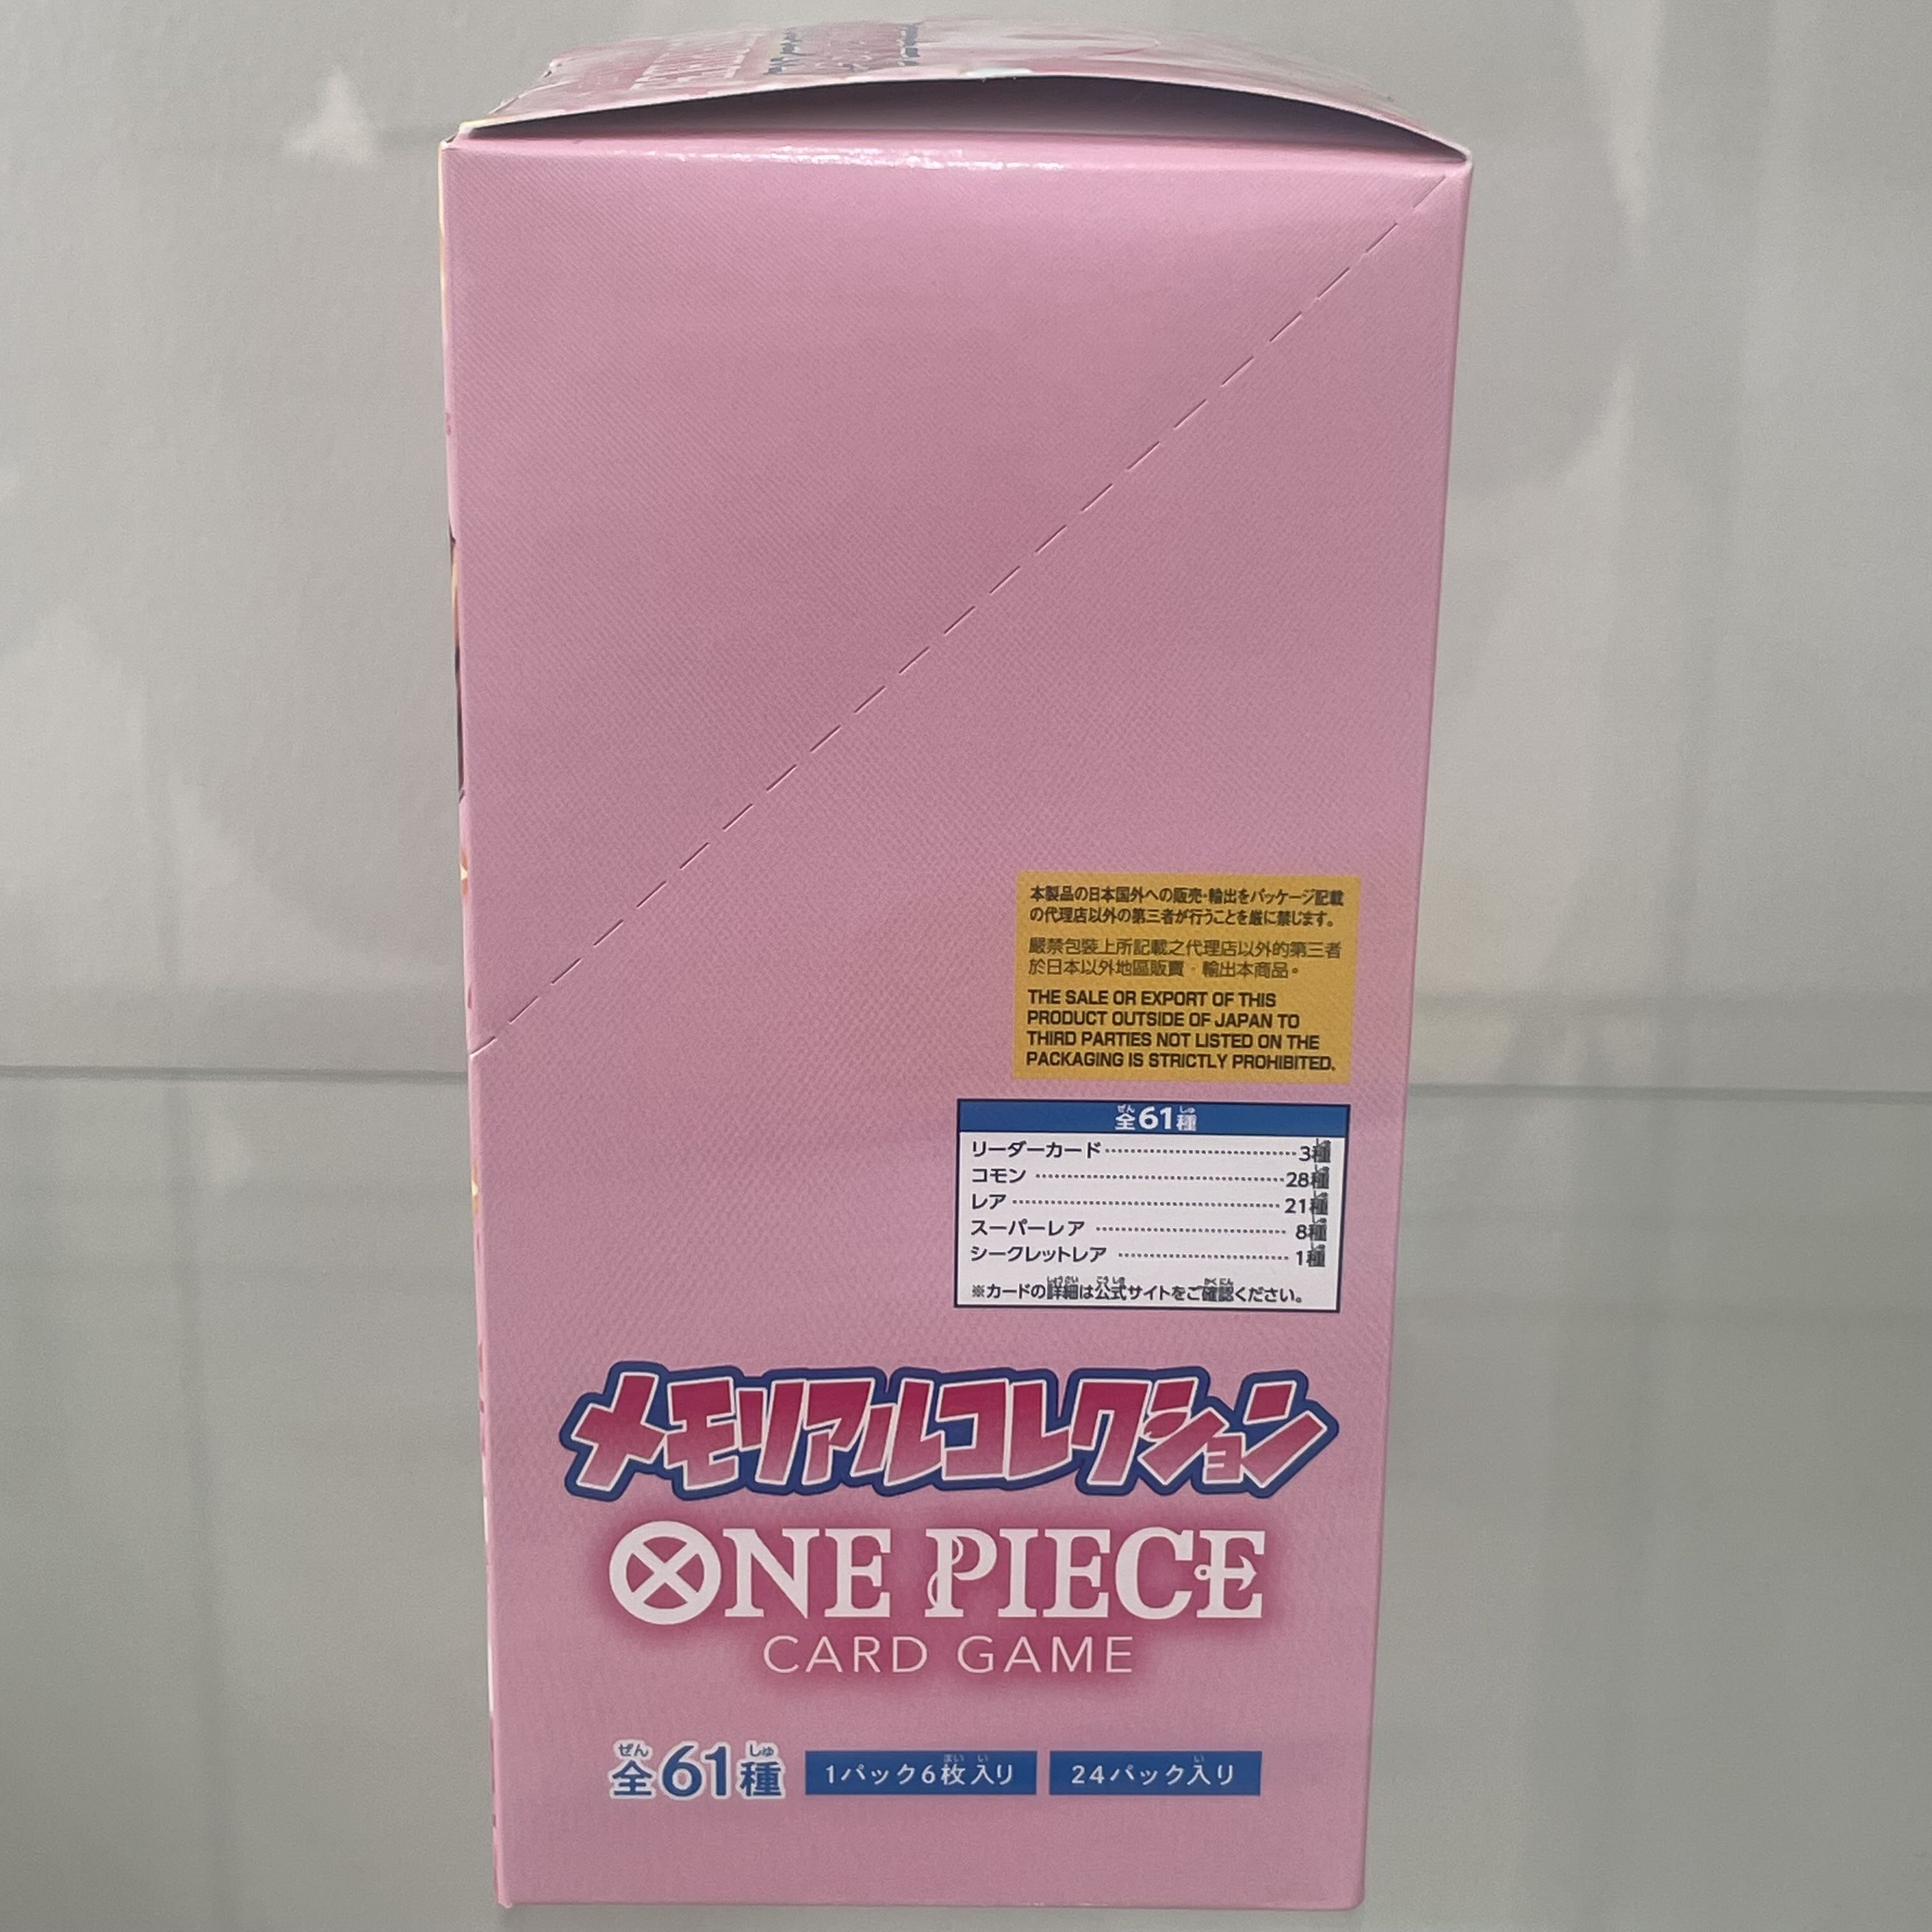 本製品の日本国外への販売・輸出をパッケージ記載
の代理店以外の第三者が行うことを厳に禁じます。
嚴禁包裝上所記載之代理店以外的第三者
於日本以外地區販賣・輸出本商品。
THE SALE OR EXPORT OF THIS
PRODUCT OUTSIDE OF JAPAN TO
THIRD PARTIES NOT LISTED ON THE
PACKAGING IS STRICTLY PROHIBITED.
全61種
リーダーカード 3種
コモン 28種
レア 21種
スーパーレア 8種
シークレットレア 1種
※カードの詳細は公式サイトをご確認ください。
メモリアルコレクション
ONE PIECE
CARD GAME
全61種 1パック6枚入り 24パック入り